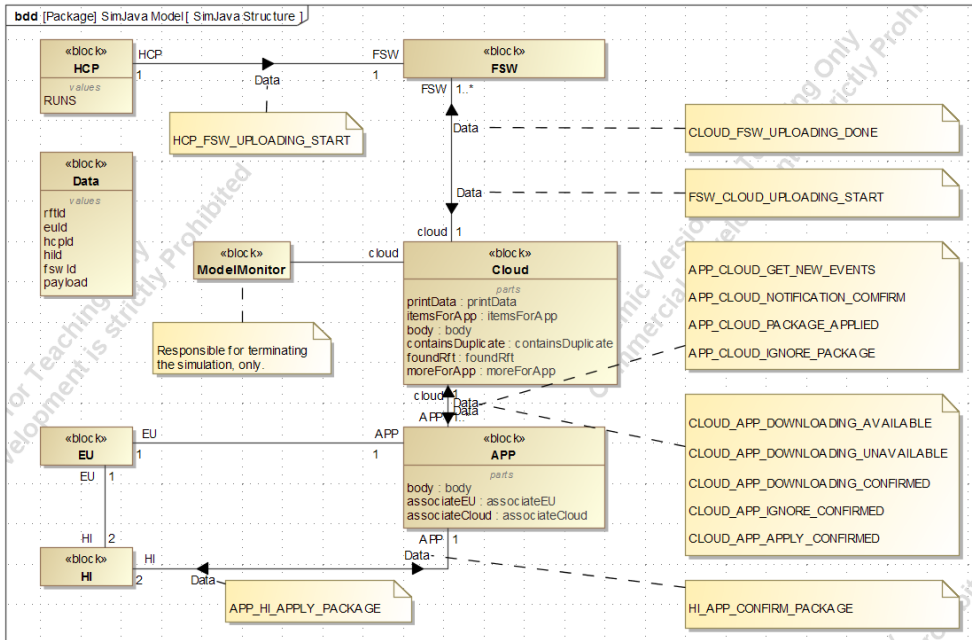 bdd [Package] SimJava Model[ SimJava Structure ]
«block»
HCP
values
RUNS
HCP
1
FSW
1
Data
HCP_FSW_UPLOADING_START
«block»
FSW
FSW 1..*
Data
CLOUD_FSW_UPLOADING_DONE
Data
FSW_CLOUD_UPLOADING_START
cloud 1
«block»
Data
values
rftId
euId
hcpId
hiId
fswId
payload
«block»
ModelMonitor
cloud
Responsible for terminating
the simulation, only.
«block»
Cloud
parts
printData : printData
itemsForApp : itemsForApp
body : body
containsDuplicate : containsDuplicate
foundRft : foundRft
moreForApp : moreForApp
APP_CLOUD_GET_NEW_EVENTS
APP_CLOUD_NOTIFICATION_COMFIRM
APP_CLOUD_PACKAGE_APPLIED
APP_CLOUD_IGNORE_PACKAGE
cloud
Data
Data
APP
CLOUD_APP_DOWNLOADING_AVAILABLE
CLOUD_APP_DOWNLOADING_UNAVAILABLE
CLOUD_APP_DOWNLOADING_CONFIRMED
CLOUD_APP_IGNORE_CONFIRMED
CLOUD_APP_APPLY_CONFIRMED
«block»
EU
EU
1
APP
1
«block»
APP
parts
body : body
associateEU : associateEU
associateCloud : associateCloud
EU 1
HI 2
APP 1
Data
«block»
HI
HI
2
Data
APP_HI_APPLY_PACKAGE
HI_APP_CONFIRM_PACKAGE